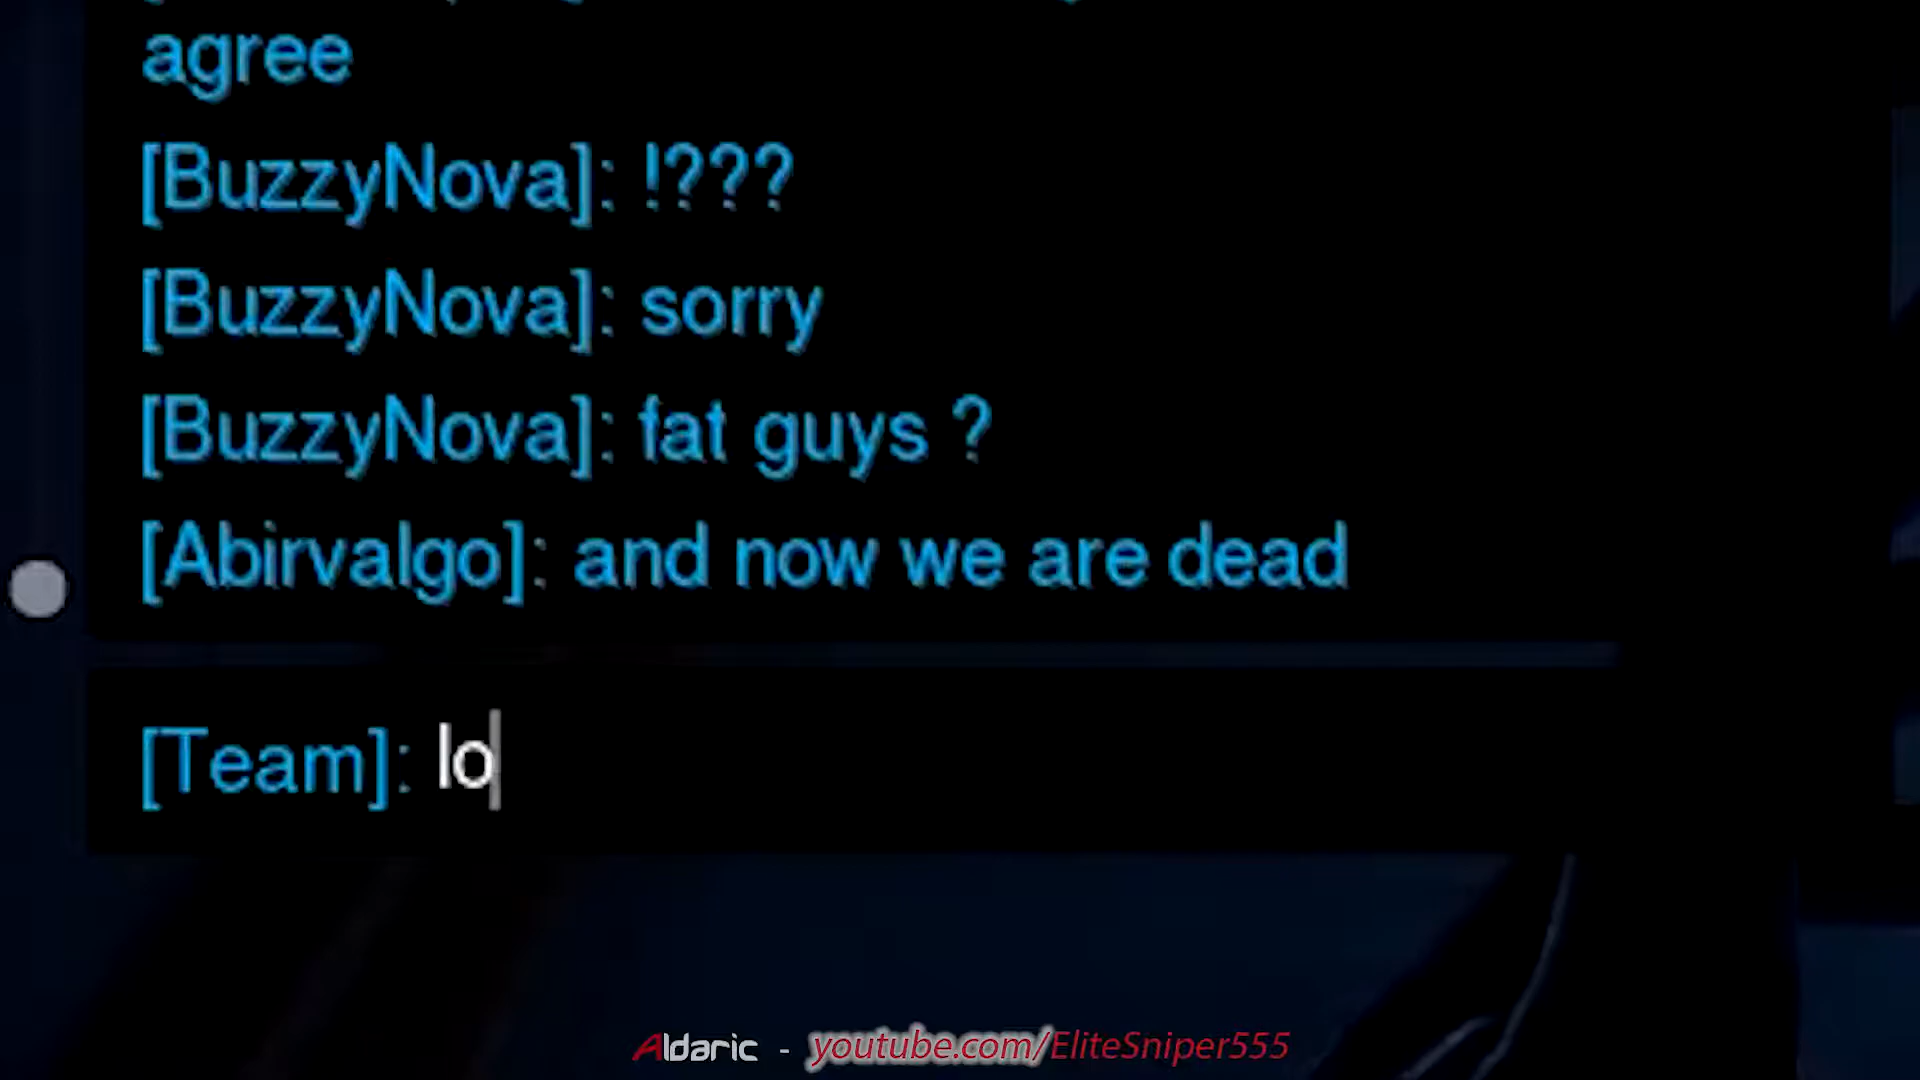 agree
[BuzzyNova]: !???
[BuzzyNova]: sorry
[BuzzyNova]: fat guys ?
[Abirvalgo]: and now we are dead
[Team]: lo
Aldaric - youtube.com/EliteSniper555